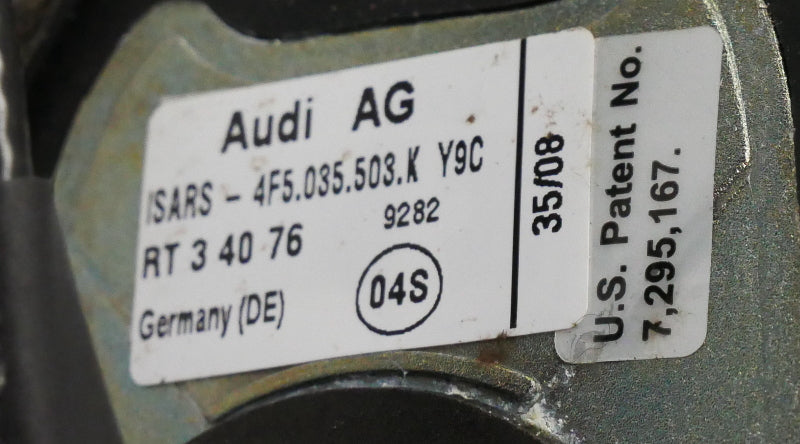 Audi AG
ISARS - 4F5.035.503.K Y9C
RT 3 40 76 9282
Germany (DE) 04S
35/08
U.S. Patent No.
7,295,167.